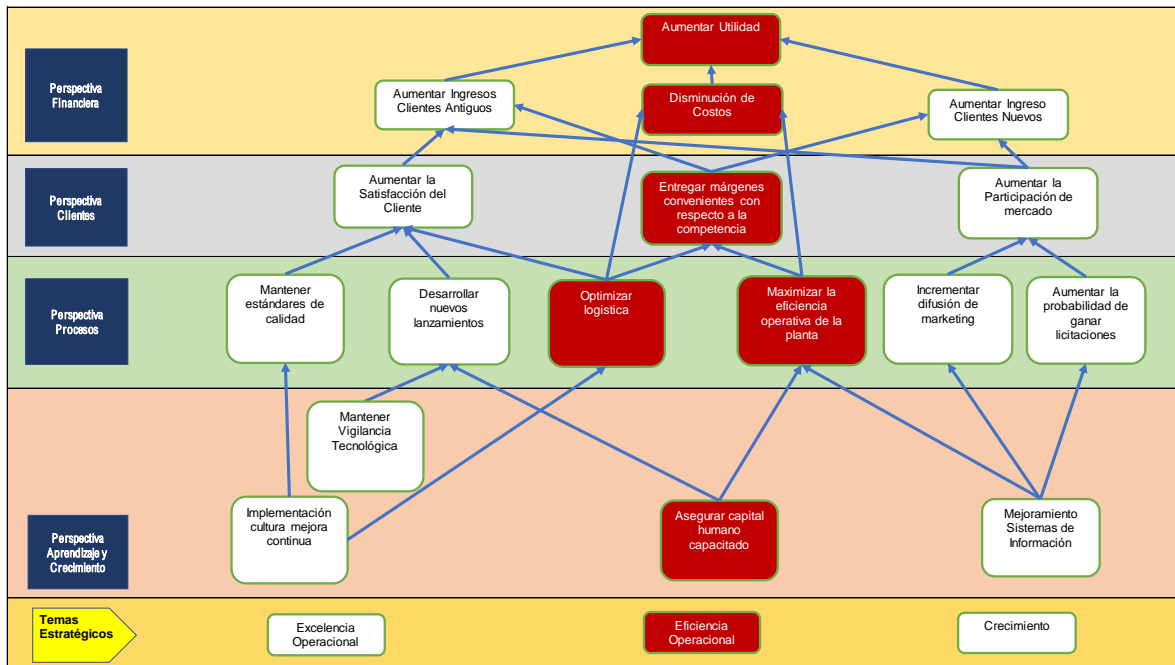 Aumentar Utilidad
Perspectiva
Financiera
Aumentar Ingresos
Clientes Antiguos
Disminución de
Costos
Aumentar Ingreso
Clientes Nuevos
Perspectiva
Clientes
Aumentar la
Satisfacción del
Cliente
Entregar márgenes
convenientes con
respecto a la
competencia
Aumentar la
Participación de
mercado
Perspectiva
Procesos
Mantener
estándares de
calidad
Desarrollar
nuevos
lanzamientos
Optimizar
logistica
Maximizar la
eficiencia
operativa de la
planta
Incrementar
difusión de
marketing
Aumentar la
probabilidad de
ganar
licitaciones
Mantener
Vigilancia
Tecnológica
Perspectiva
Aprendizaje y
Crecimiento
Implementación
cultura mejora
continua
Asegurar capital
humano
capacitado
Mejoramiento
Sistemas de
Información
Temas
Estratégicos
Excelencia
Operacional
Eficiencia
Operacional
Crecimiento